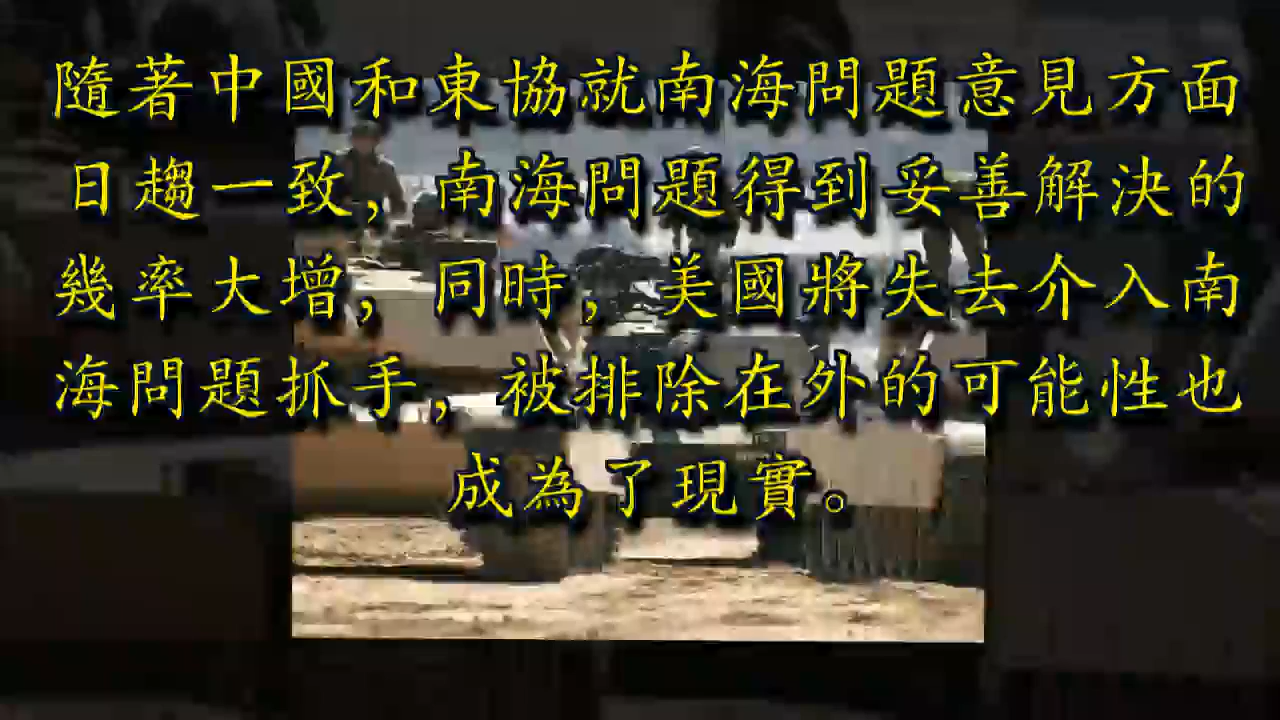 隨著中國和東協就南海問題意見方面
日趨一致，南海問題得到妥善解決的
幾率大增，同時，美國將失去介入南
海問題抓手，被排除在外的可能性也
成為了現實。